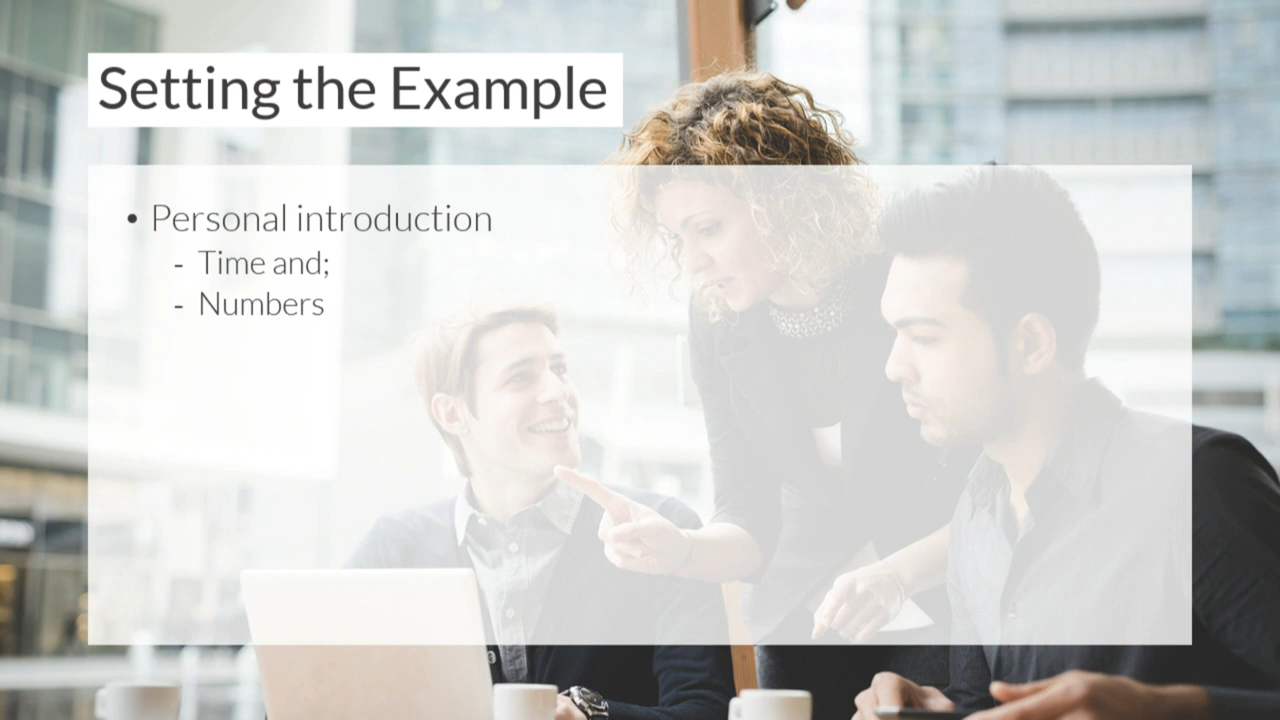 Setting the Example
• Personal introduction
- Time and;
- Numbers